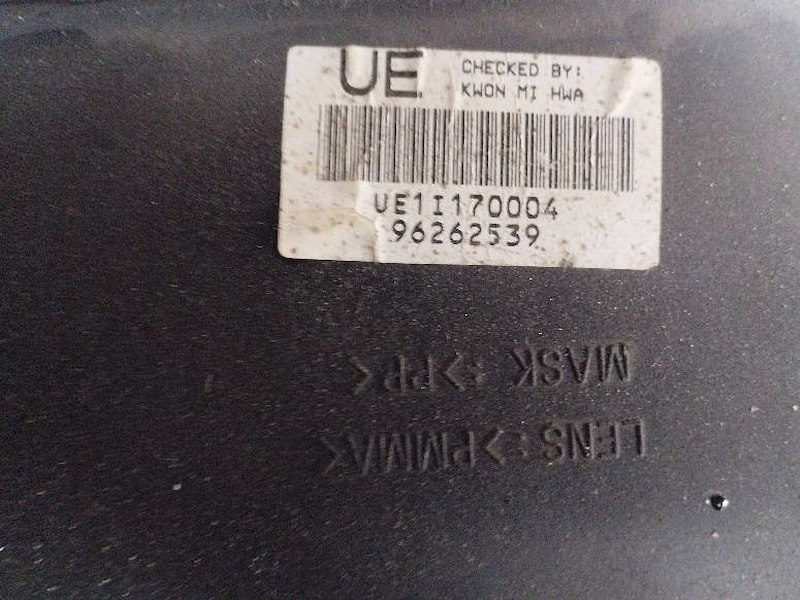 UE
CHECKED BY:
KWON MI HWA
UE1I170004
96262539
MASK :>PP<
LENS :>PMMA<